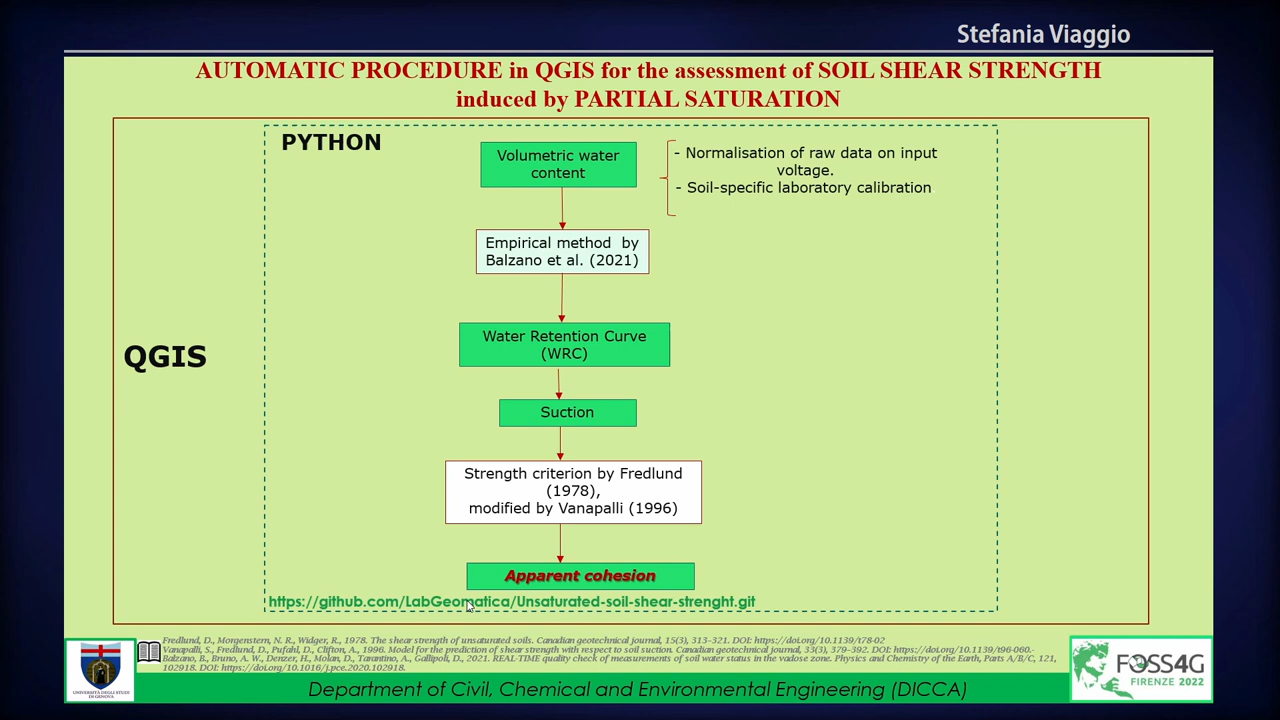 Stefania Viaggio
AUTOMATIC PROCEDURE in QGIS for the assessment of SOIL SHEAR STRENGTH
induced by PARTIAL SATURATION
PYTHON
Volumetric water
content
- Normalisation of raw data on input
voltage.
- Soil-specific laboratory calibration
Empirical method by
Balzano et al. (2021)
Water Retention Curve
(WRC)
QGIS
Suction
Strength criterion by Fredlund
(1978),
modified by Vanapalli (1996)
Apparent cohesion
https://github.com/LabGeomatica/Unsaturated-soil-shear-strenght.git
Fredlund, D., Morgenstern, N. R., Widger, R., 1978. The shear strength of unsaturated soils. Canadian geotechnical journal, 15(3), 313-321. DOI: https://doi.org/10.1139/t78-02
Vanapalli, S., Fredlund, D., Pufahl, D., Clifton, A., 1996. Model for the prediction of shear strength with respect to soil suction. Canadian geotechnical journal, 33(3), 379-392. DOI: https://doi.org/10.1139/t96-060.-
Balzano, B., Bruno, A. W., Denzer, H., Molan, D., Tarantino, A., Gallipoli, D., 2021. REAL-TIME quality check of measurements of soil water status in the vadose zone. Physics and Chemistry of the Earth, Parts A/B/C, 121,
102918. DOI: https://doi.org/10.1016/j.pce.2020.102918.
UNIVERSITÀ DEGLI STUDI
DI GENOVA
Department of Civil, Chemical and Environmental Engineering (DICCA)
FOSS4G
FIRENZE 2022